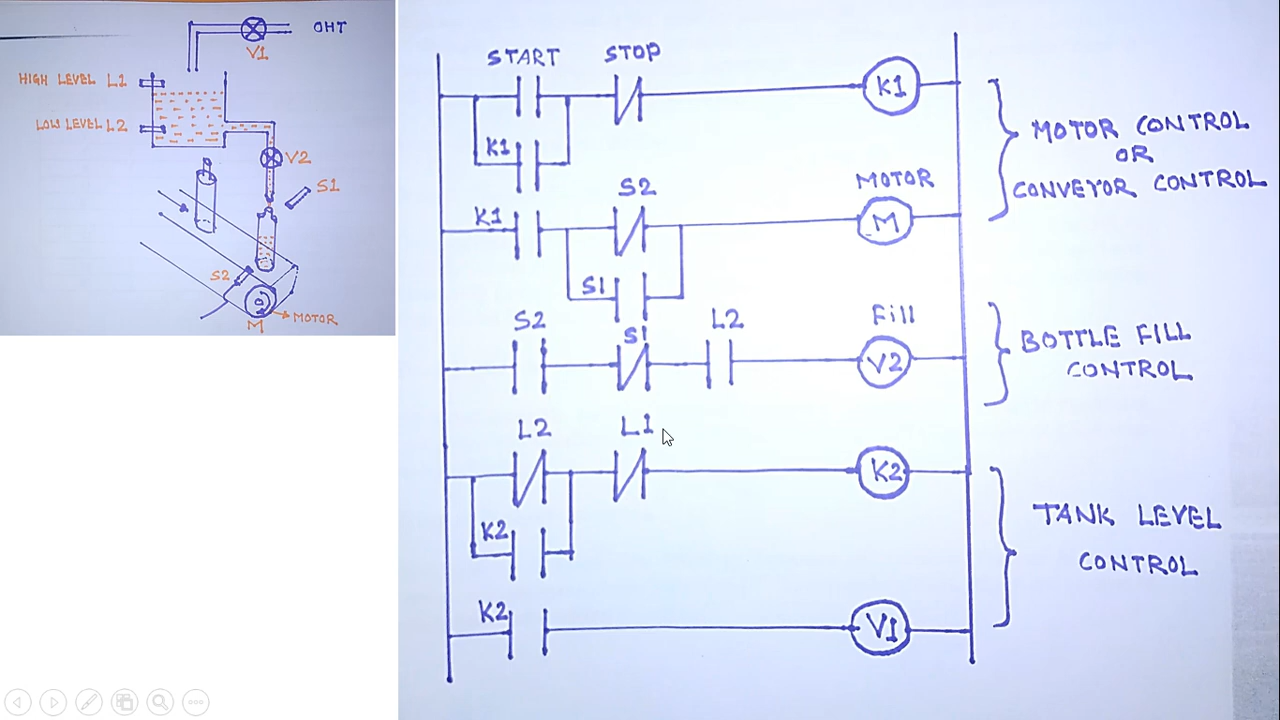 OHT
V1
HIGH LEVEL L1
LOW LEVEL L2
V2
S1
S2
MOTOR
M
START STOP
K1
K1
MOTOR CONTROL
OR
CONVEYOR CONTROL
S2 MOTOR
K1 M
S1
S2 S1 L2 Fill
V2
BOTTLE FILL
CONTROL
L2 L1
K2
K2
TANK LEVEL
CONTROL
K2
V1